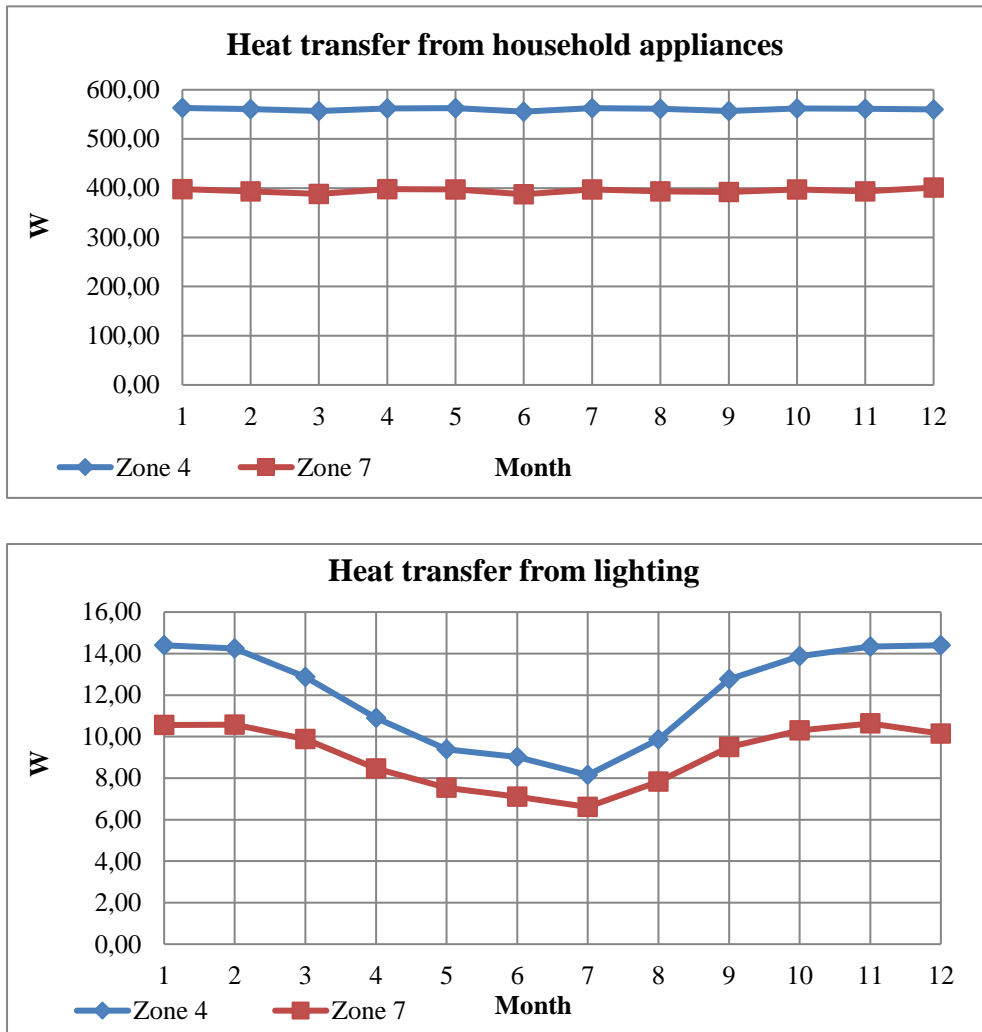 Heat transfer from household appliances
600,00
500,00
400,00
300,00
200,00
100,00
0,00
W
1 2 3 4 5 6 7 8 9 10 11 12
Zone 4 Zone 7 Month
Heat transfer from lighting
16,00
14,00
12,00
10,00
8,00
6,00
4,00
2,00
0,00
W
1 2 3 4 5 6 7 8 9 10 11 12
Zone 4 Zone 7 Month